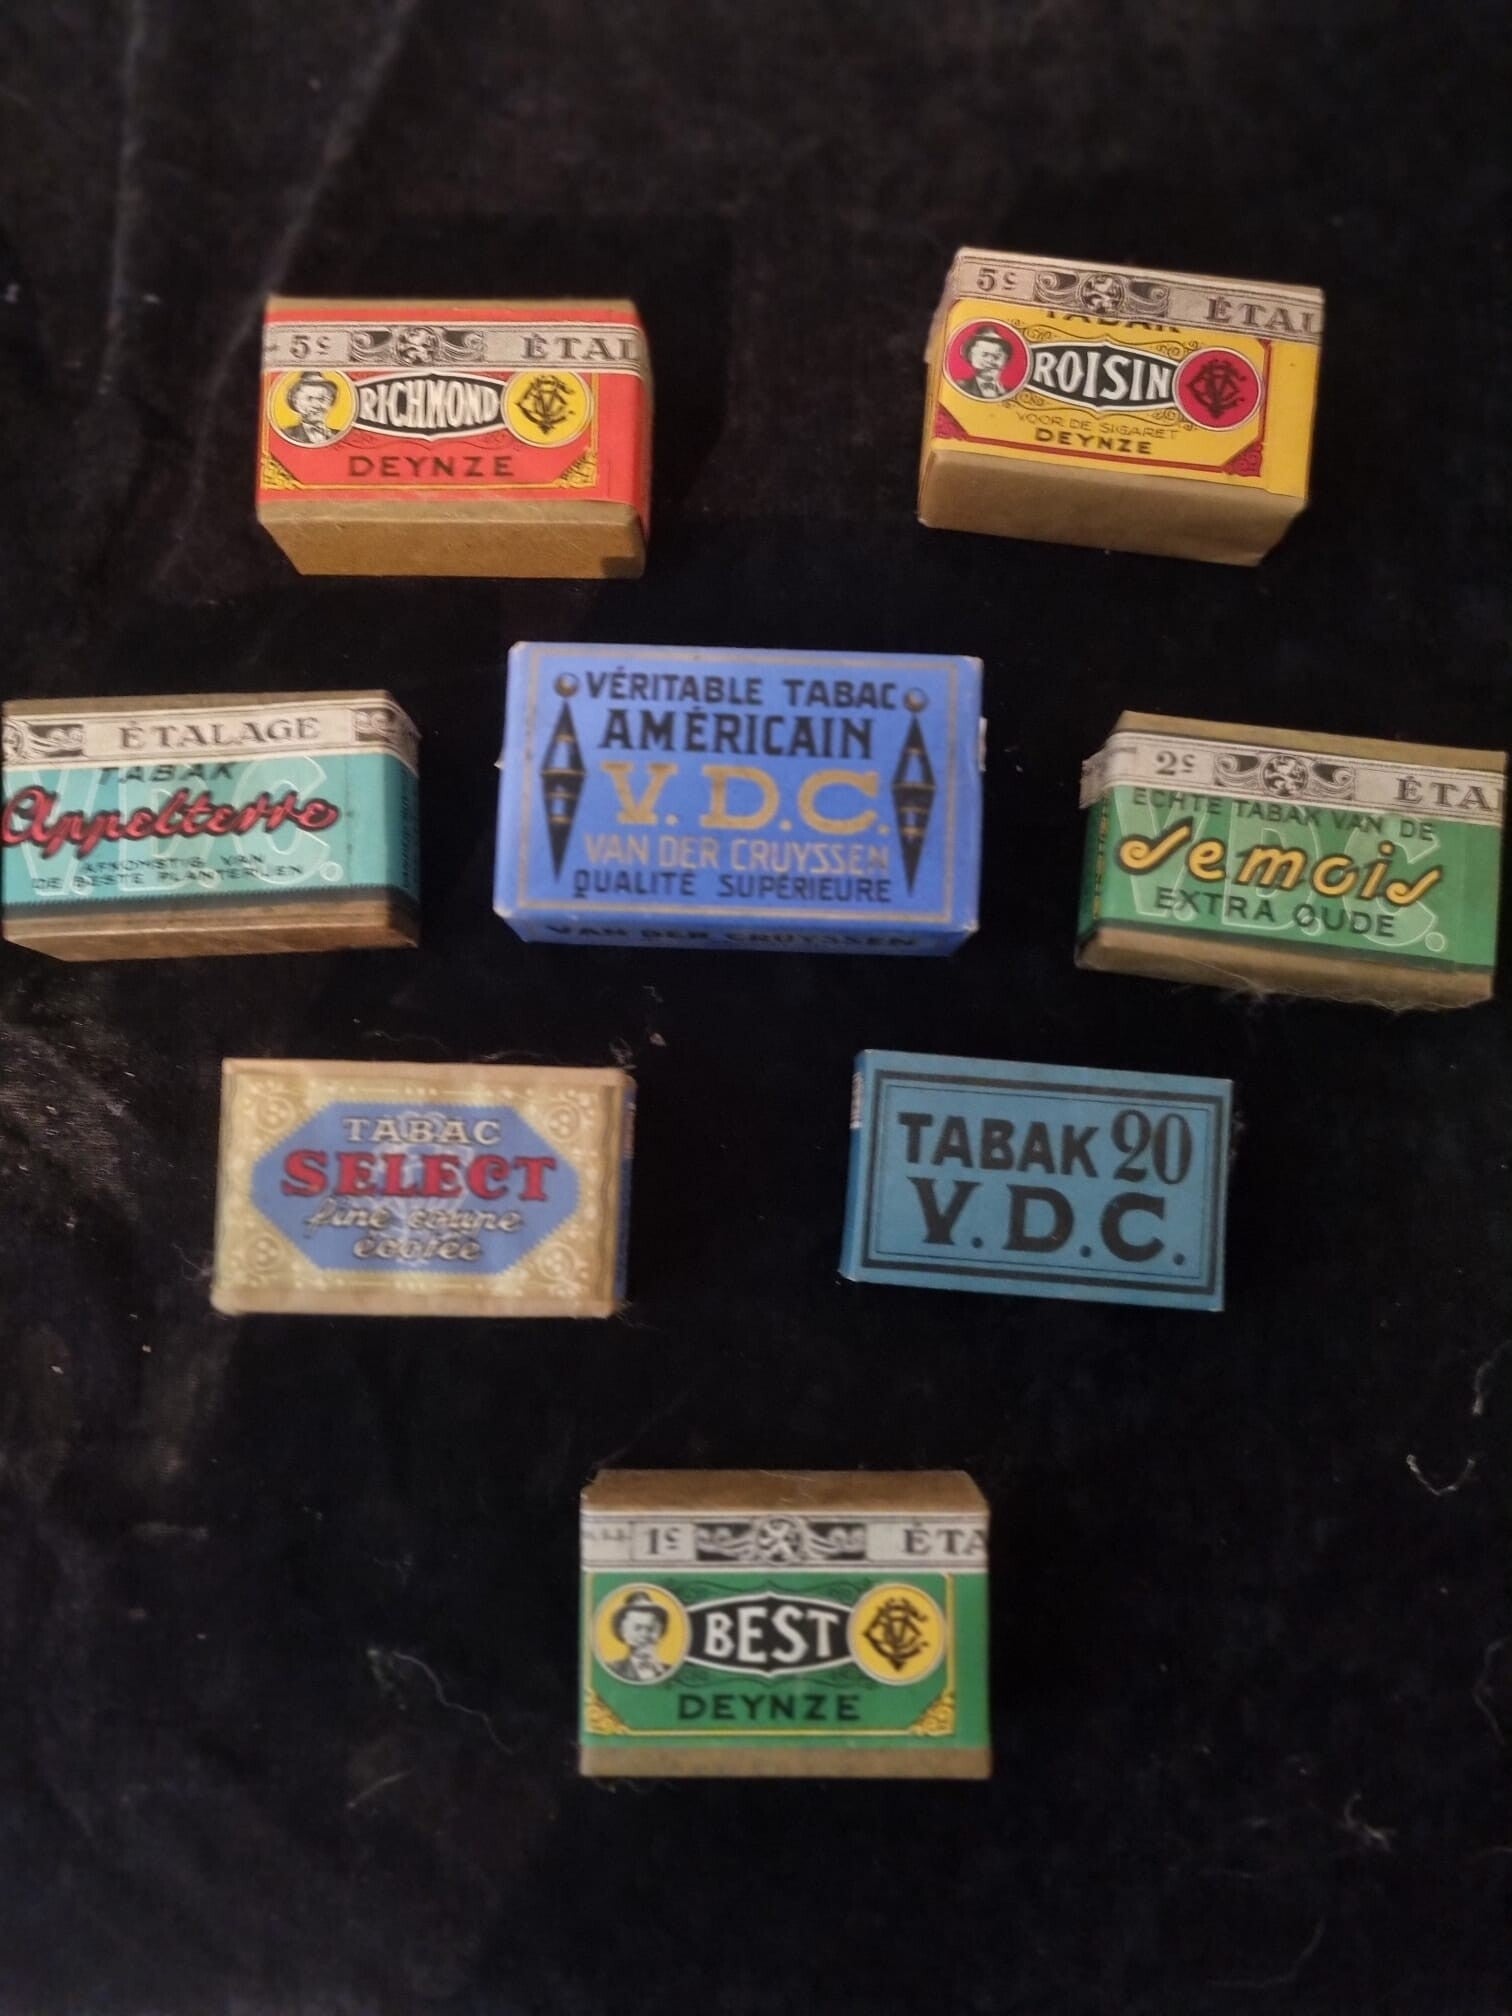 5ᶜ ÉTAL
RICHMOND
DEYNZE
5ᶜ ÉTAL
TABAK
ROISIN
VOOR DE SIGARET
DEYNZE
ÉTALAGE
TABAK
Appelterre
AFKOMSTIG VAN
DE BESTE PLANTERIJEN
V.D.C.
VÉRITABLE TABAC
AMÉRICAIN
V.D.C.
VAN DER CRUYSSEN
QUALITÉ SUPÉRIEURE
VAN DER CRUYSSEN
2ᶜ ÉTA
ECHTE TABAK VAN DE
Semois
EXTRA OUDE
V.D.C.
TABAC
SELECT
fine coupe
écotée
TABAK 20
V.D.C.
1ᶜ ÉTA
BEST
DEYNZE